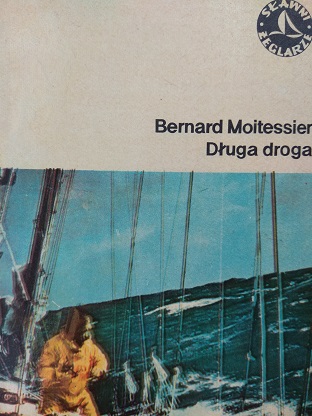 SŁAWNI ŻEGLARZE
Bernard Moitessier
Długa droga